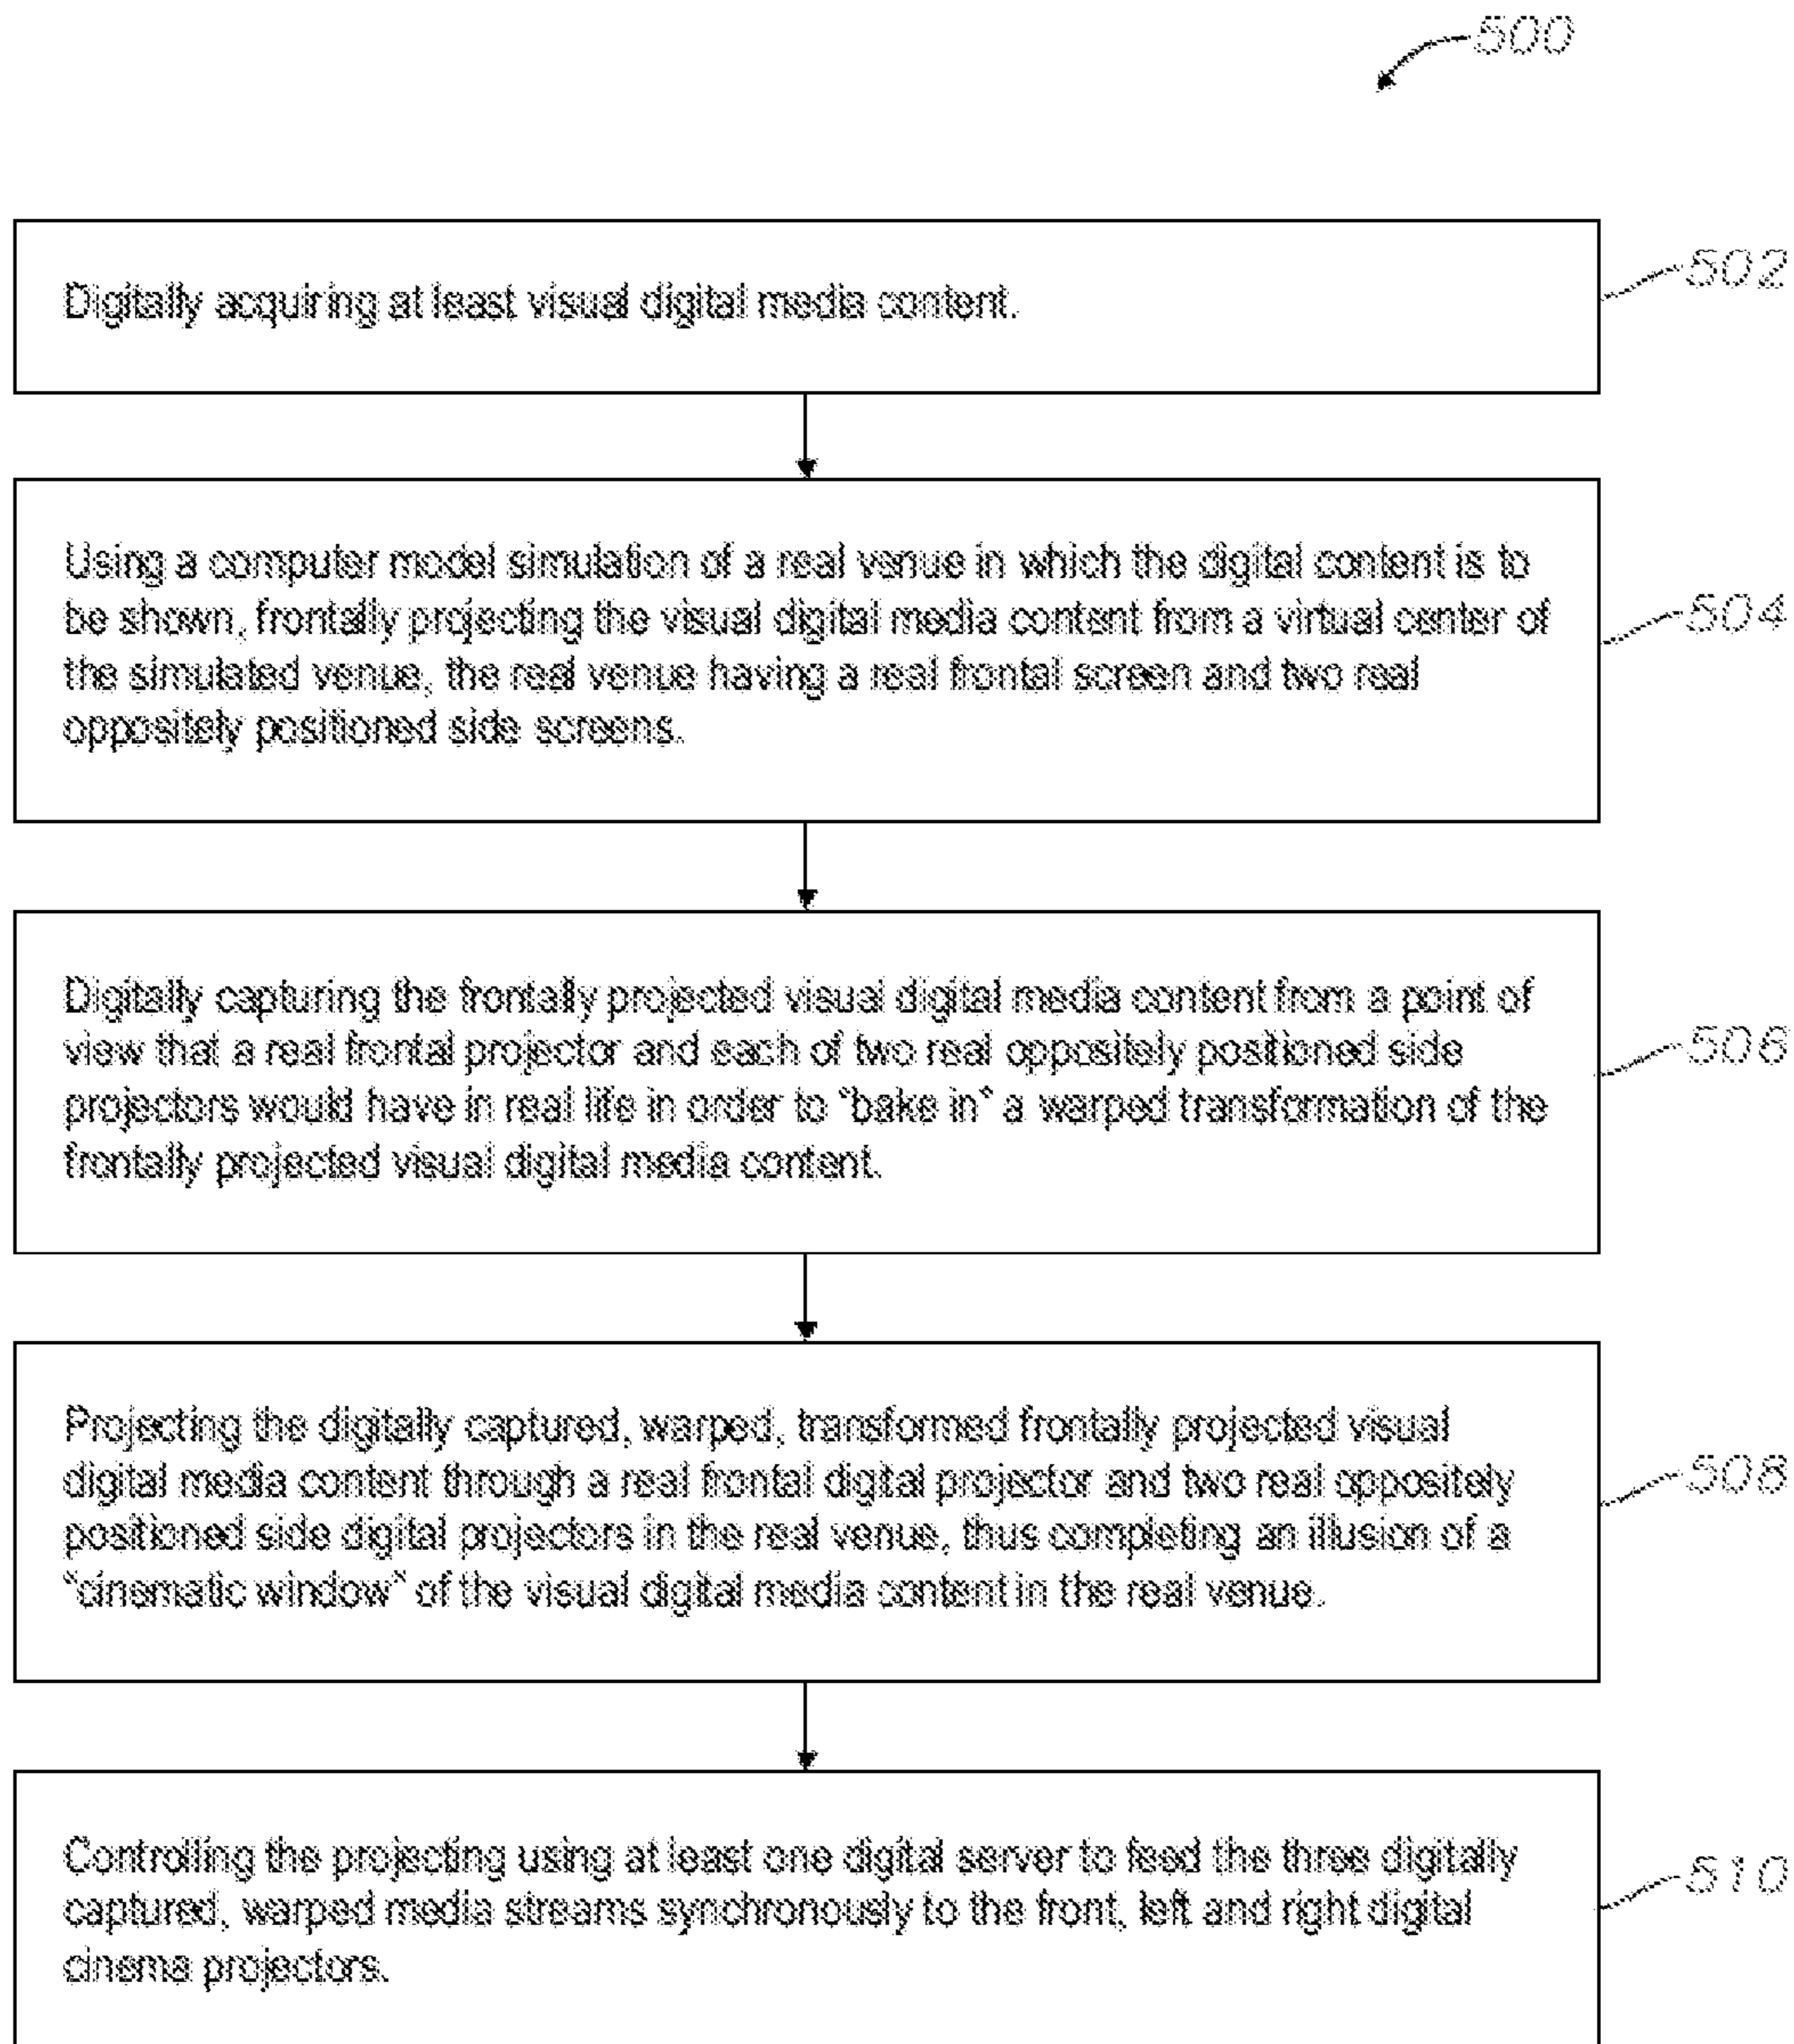 500
Digitally acquiring at least visual digital media content.
502
Using a computer model simulation of a real venue in which the digital content is to
be shown, frontally projecting the visual digital media content from a virtual center of
the simulated venue, the real venue having a real frontal screen and two real
oppositely positioned side screens.
504
Digitally capturing the frontally projected visual digital media content from a point of
view that a real frontal projector and each of two real oppositely positioned side
projectors would have in real life in order to "bake in" a warped transformation of the
frontally projected visual digital media content.
506
Projecting the digitally captured, warped, transformed frontally projected visual
digital media content through a real frontal digital projector and two real oppositely
positioned side digital projectors in the real venue, thus completing an illusion of a
"cinematic window" of the visual digital media content in the real venue.
508
Controlling the projecting using at least one digital server to feed the three digitally
captured, warped media streams synchronously to the front, left and right digital
cinema projectors.
510